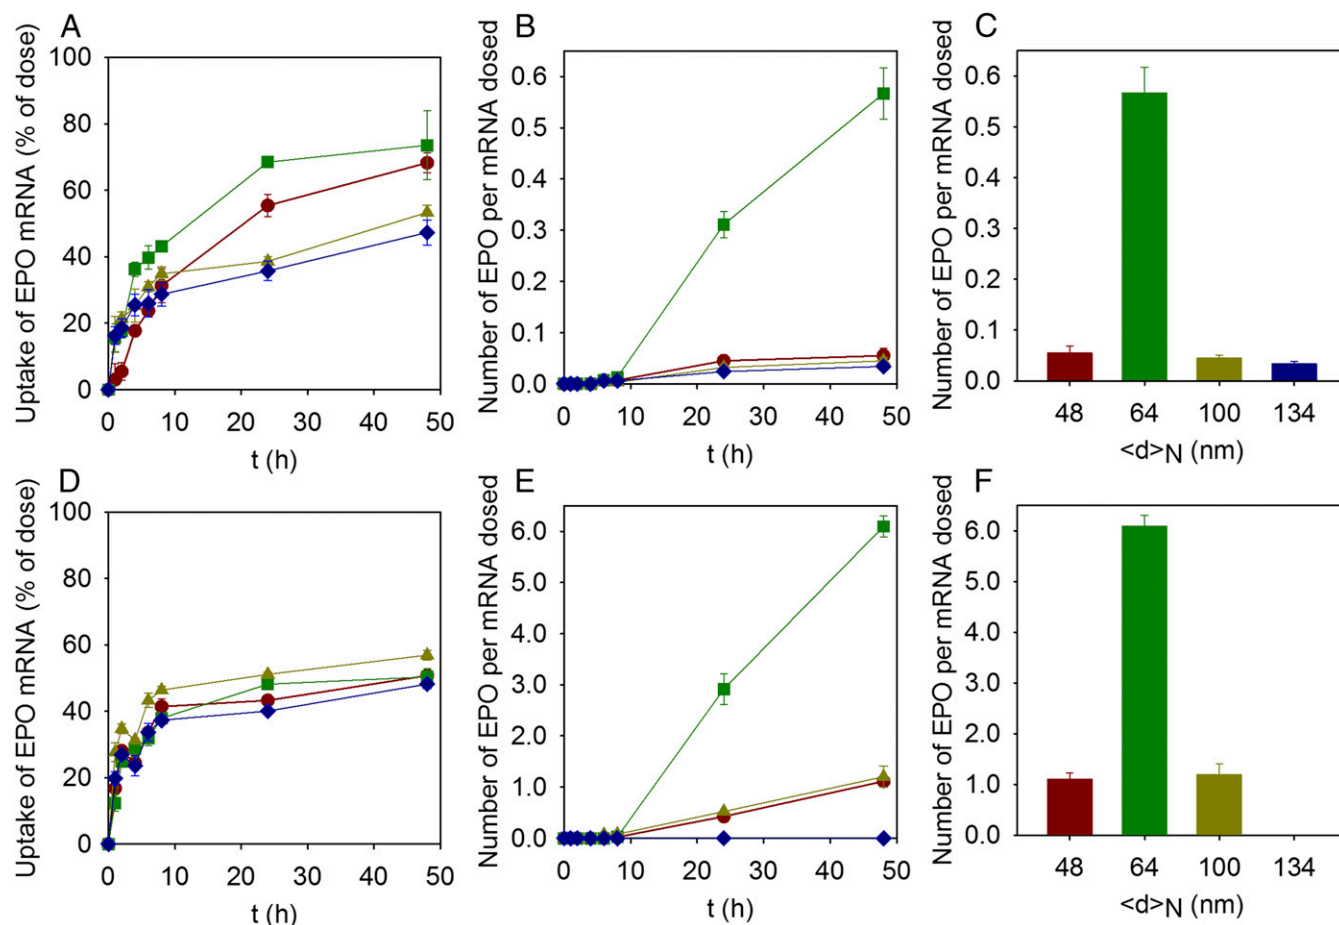 A
Uptake of EPO mRNA (% of dose)
100
80
60
40
20
0
0 10 20 30 40 50
t (h)
B
Number of EPO per mRNA dosed
0.6
0.5
0.4
0.3
0.2
0.1
0.0
0 10 20 30 40 50
t (h)
C
Number of EPO per mRNA dosed
0.6
0.5
0.4
0.3
0.2
0.1
0.0
48 64 100 134
<d>N (nm)
D
Uptake of EPO mRNA (% of dose)
100
80
60
40
20
0
0 10 20 30 40 50
t (h)
E
Number of EPO per mRNA dosed
6.0
5.0
4.0
3.0
2.0
1.0
0.0
0 10 20 30 40 50
t (h)
F
Number of EPO per mRNA dosed
6.0
5.0
4.0
3.0
2.0
1.0
0.0
48 64 100 134
<d>N (nm)